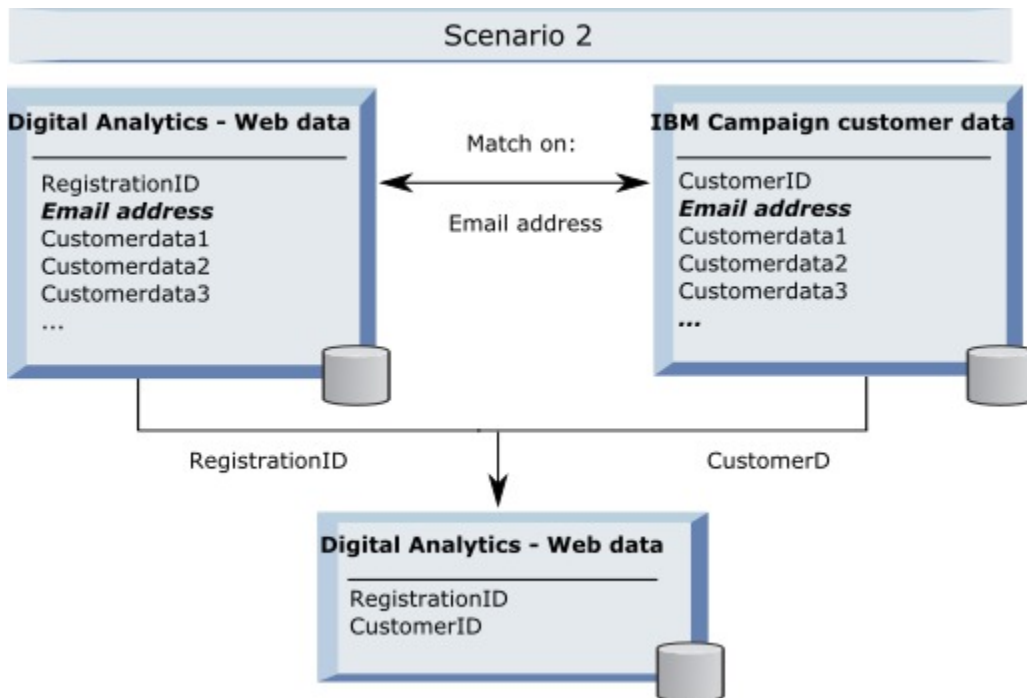 Scenario 2
Digital Analytics - Web data
RegistrationID
Email address
Customerdata1
Customerdata2
Customerdata3
...
Match on:
Email address
IBM Campaign customer data
CustomerID
Email address
Customerdata1
Customerdata2
Customerdata3
...
RegistrationID
CustomerD
Digital Analytics - Web data
RegistrationID
CustomerID